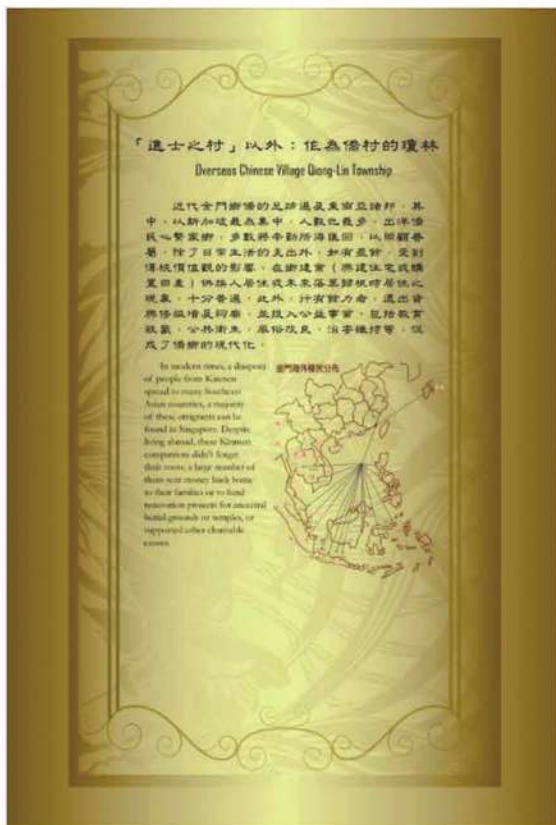 「進士之村」以外：作為僑村的瓊林
Overseas Chinese Village Qiong-Lin Township
近代金門鄉僑的足跡遍及東南亞諸邦，其
中，以新加坡最為集中，人數也最多。出洋僑
民心繫家鄉，多數將辛勤所得匯回，以照顧眷
屬。除了日常生活的支出外，如有盈餘，受到
傳統價值觀的影響，在鄉建業（興建住宅或購
置田產）供族人居住或未來落葉歸根時居住之
現象，十分普遍。此外，行有餘力者，還出資
興修祖墳及祠廟，並投入公益事業，包括教育
啟蒙、公共衛生、風俗改良、治安維持等，促
成了僑鄉的現代化。
In modern times, a diaspora
of people from Kinmen
spread to many Southeast
Asian countries, a majority
of these emigrants can be
found in Singapore. Despite
living abroad, these Kinmen
compatriots didn't forget
their roots; a large number of
them sent money back home
to their families or to fund
renovation projects for ancestral
burial grounds or temples, or
supported other charitable
causes.
金門海外移民分布